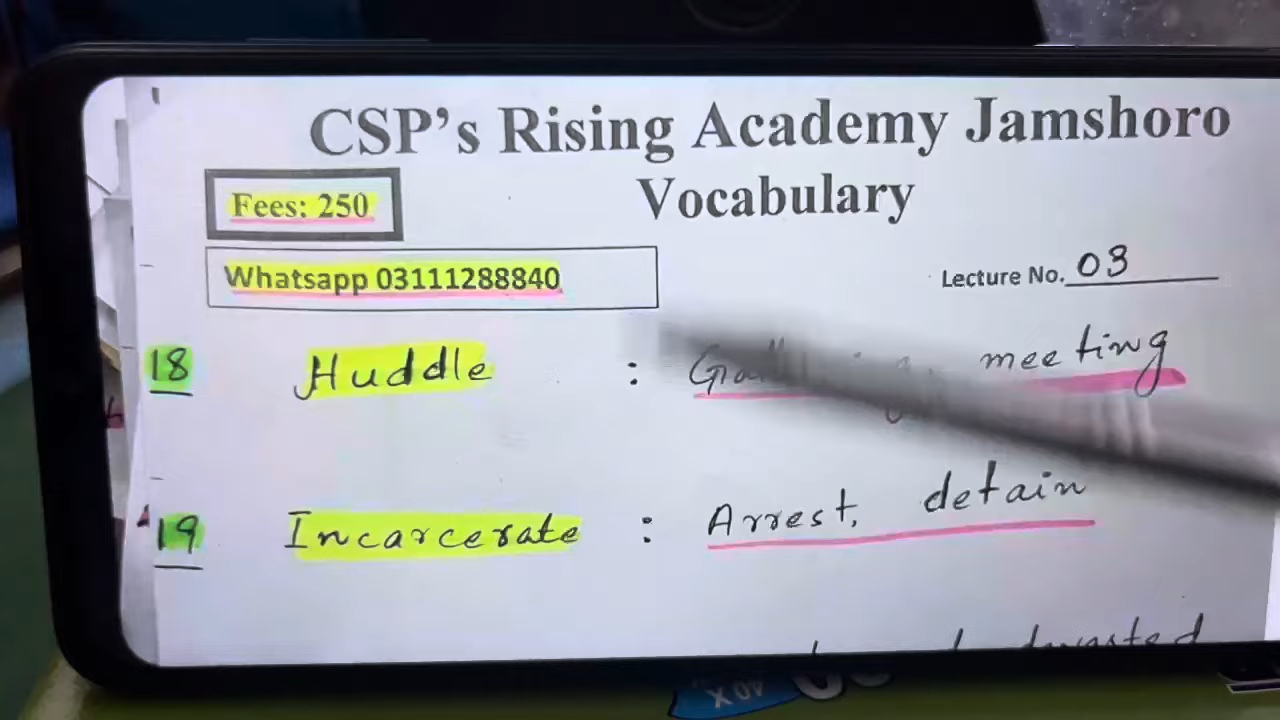 CSP's Rising Academy Jamshoro
Vocabulary
Fees: 250
Whatsapp 03111288840
Lecture No. 03
18 Huddle : meeting
19 Incarcerate : Arrest, detain